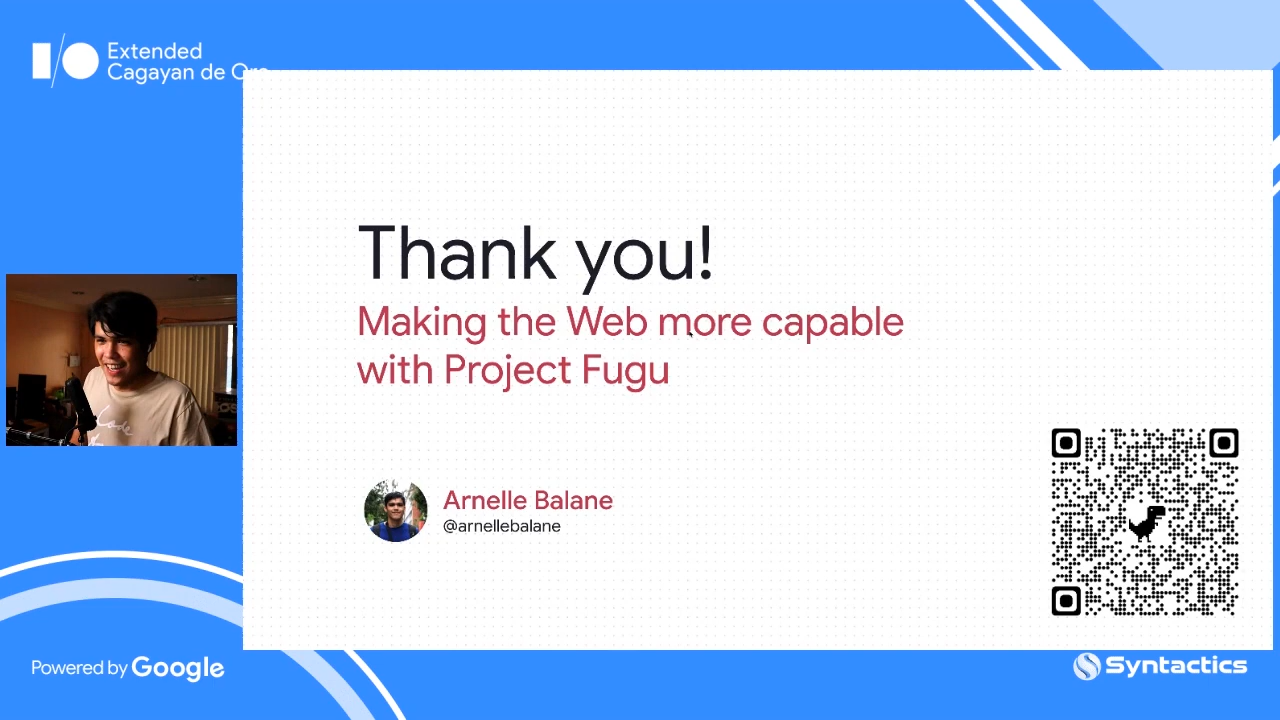 I/O Extended
Cagayan de Oro
Thank you!
Making the Web more capable
with Project Fugu
Arnelle Balane
@arnellebalane
Powered by Google
Syntactics